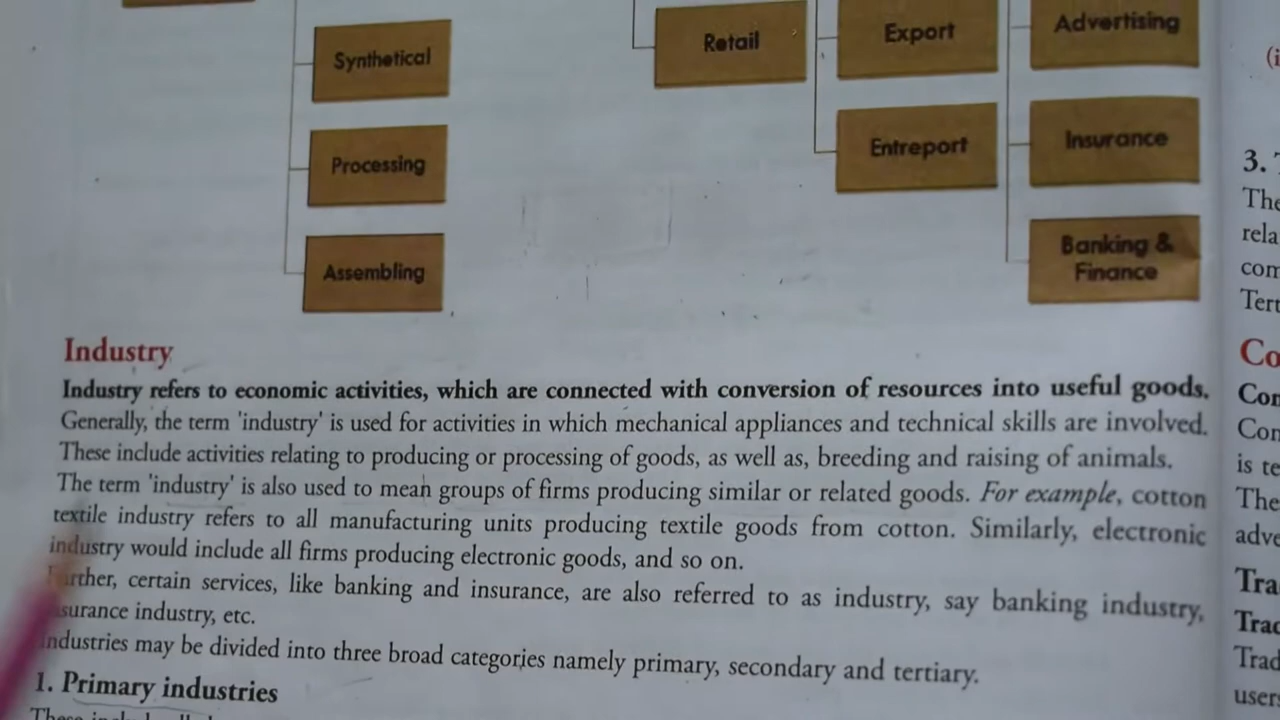 Synthetical
Processing
Assembling
Retail
Export
Entreport
Advertising
Insurance
Banking &
Finance
Industry
Industry refers to economic activities, which are connected with conversion of resources into useful goods.
Generally, the term 'industry' is used for activities in which mechanical appliances and technical skills are involved.
These include activities relating to producing or processing of goods, as well as, breeding and raising of animals.
The term 'industry' is also used to mean groups of firms producing similar or related goods. For example, cotton
textile industry refers to all manufacturing units producing textile goods from cotton. Similarly, electronic
industry would include all firms producing electronic goods, and so on.
Further, certain services, like banking and insurance, are also referred to as industry, say banking industry,
insurance industry, etc.
Industries may be divided into three broad categories namely primary, secondary and tertiary.
1. Primary industries
These
(i
3.
The
rela
com
Tert
Co
Con
Con
is te
The
adve
Tra
Trad
Trad
users